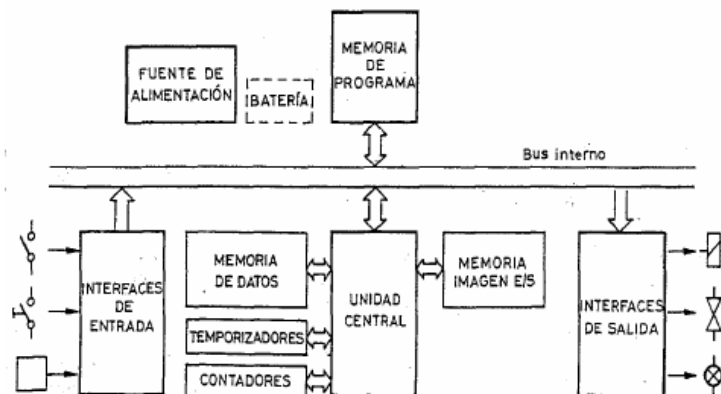 MEMORIA
DE
PROGRAMA
FUENTE DE
ALIMENTACIÓN
BATERÍA
Bus interno
INTERFACES
DE
ENTRADA
MEMORIA
DE DATOS
TEMPORIZADORES
CONTADORES
UNIDAD
CENTRAL
MEMORIA
IMAGEN E/S
INTERFACES
DE SALIDA